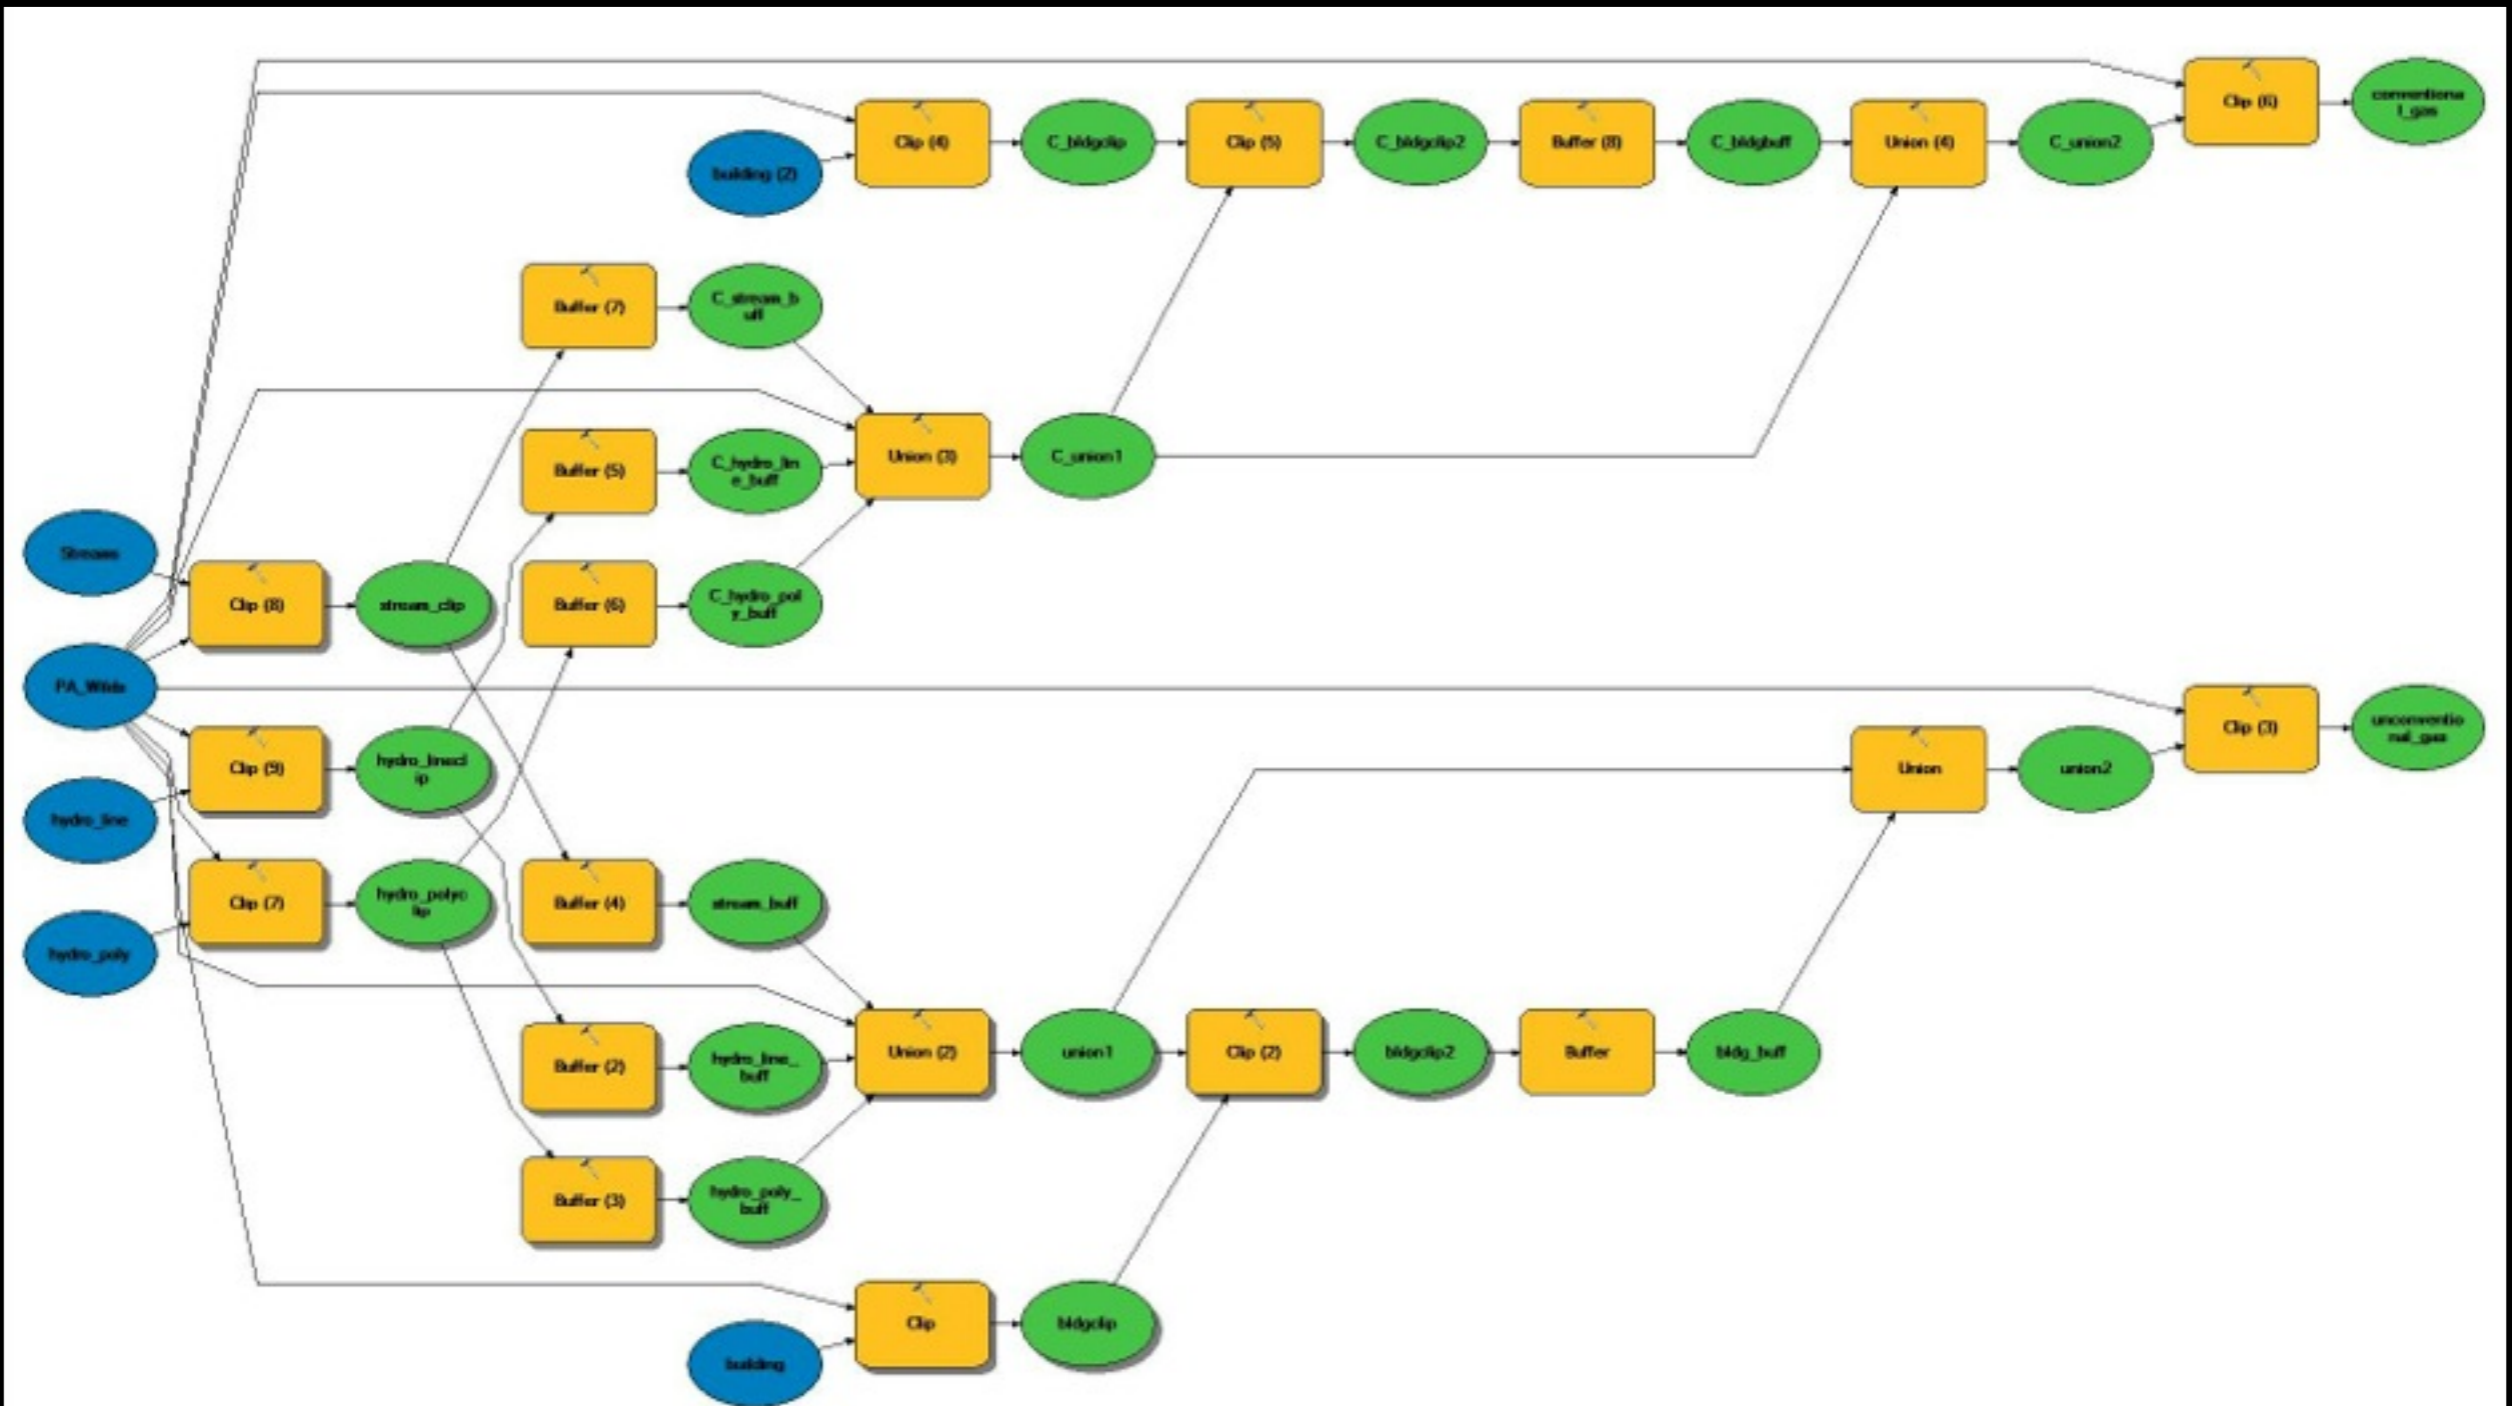 Clip (6)
conventiona
l_gas
Clip (4)
C_bldgclip
Clip (5)
C_bldgclip2
Buffer (8)
C_bldgbuff
Union (4)
C_union2
building (2)
Buffer (7)
C_stream_b
uff
Buffer (5)
C_hydro_lin
e_buff
Union (3)
C_union1
Streams
Clip (8)
stream_clip
Buffer (6)
C_hydro_pol
y_buff
PA_Wilds
Clip (3)
unconventio
nal_gas
Clip (9)
hydro_linecl
ip
Union
union2
hydro_line
Clip (7)
hydro_polyc
lip
Buffer (4)
stream_buff
hydro_poly
Buffer (2)
hydro_line_
buff
Union (2)
union1
Clip (2)
bldgclip2
Buffer
bldg_buff
Buffer (3)
hydro_poly_
buff
Clip
bldgclip
building